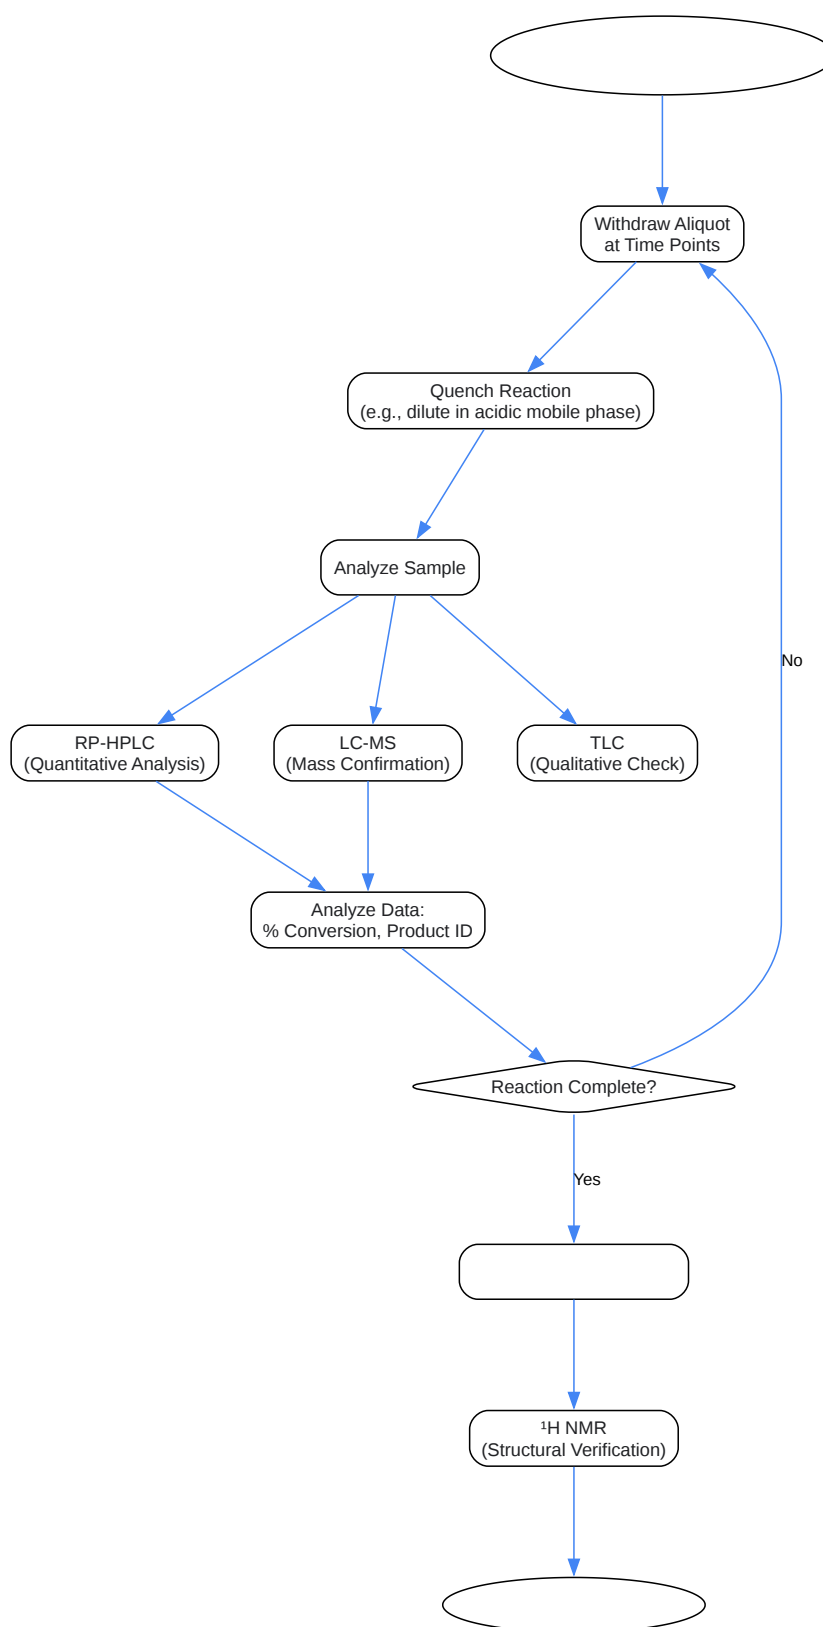 Withdraw Aliquot
at Time Points
Quench Reaction
(e.g., dilute in acidic mobile phase)
Analyze Sample
No
RP-HPLC
(Quantitative Analysis)
LC-MS
(Mass Confirmation)
TLC
(Qualitative Check)
Analyze Data:
% Conversion, Product ID
Reaction Complete?
Yes
¹H NMR
(Structural Verification)